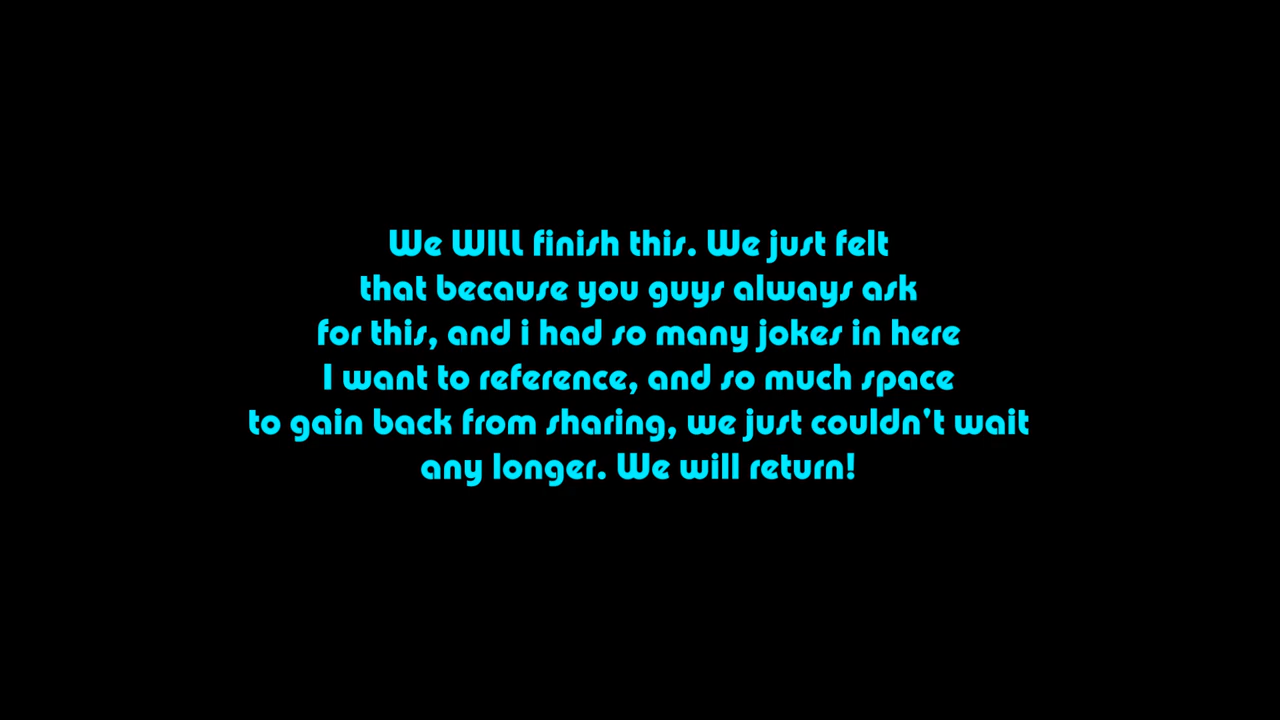 We WILL finish this. We just felt
that because you guys always ask
for this, and i had so many jokes in here
I want to reference, and so much space
to gain back from sharing, we just couldn't wait
any longer. We will return!